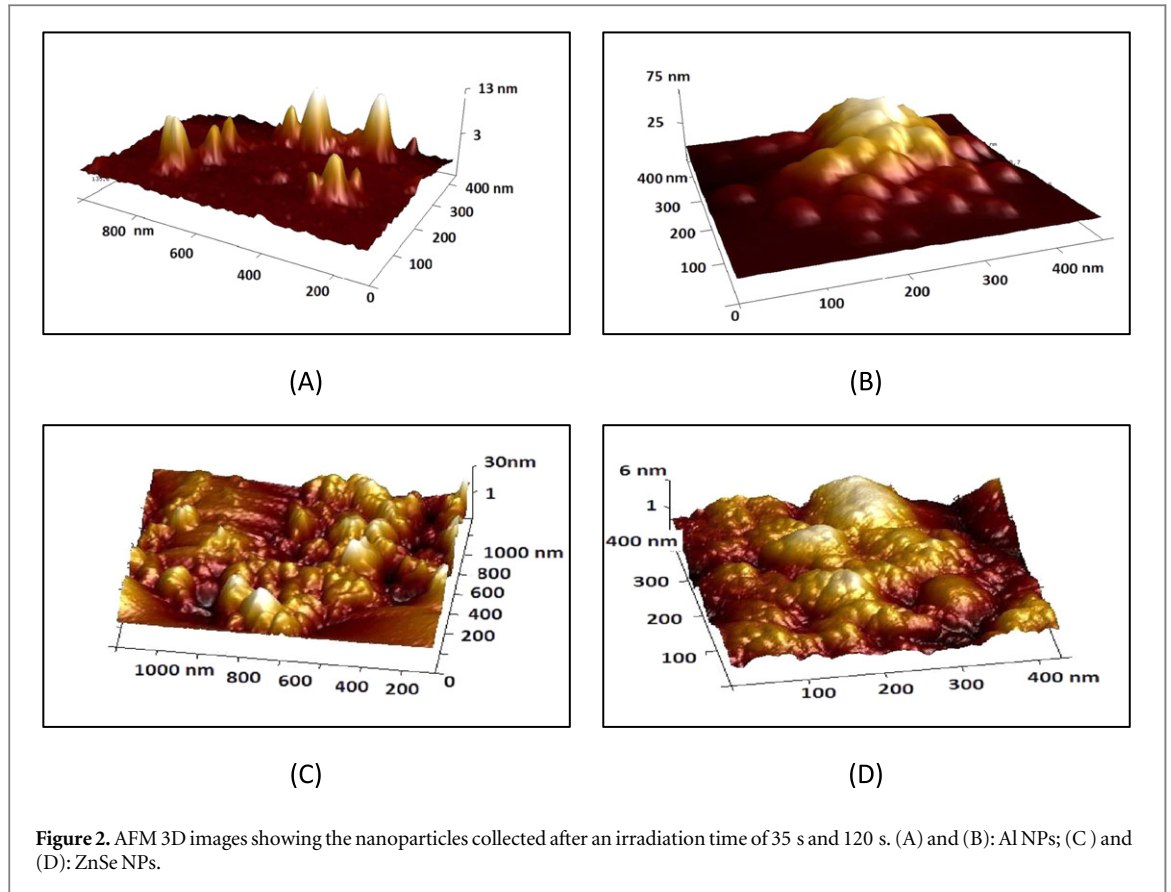 13 nm
3
400 nm
300
200
100
0
800 nm
600
400
200
(A)
75 nm
25
400 nm
300
200
100
0
100
200
300
400 nm
(B)
30nm
1
1000 nm
800
600
400
200
0
1000 nm
800
600
400
200
(C)
6 nm
1
400 nm
300
200
100
100
200
300
400 nm
(D)
Figure 2. AFM 3D images showing the nanoparticles collected after an irradiation time of 35 s and 120 s. (A) and (B): Al NPs; (C ) and
(D): ZnSe NPs.